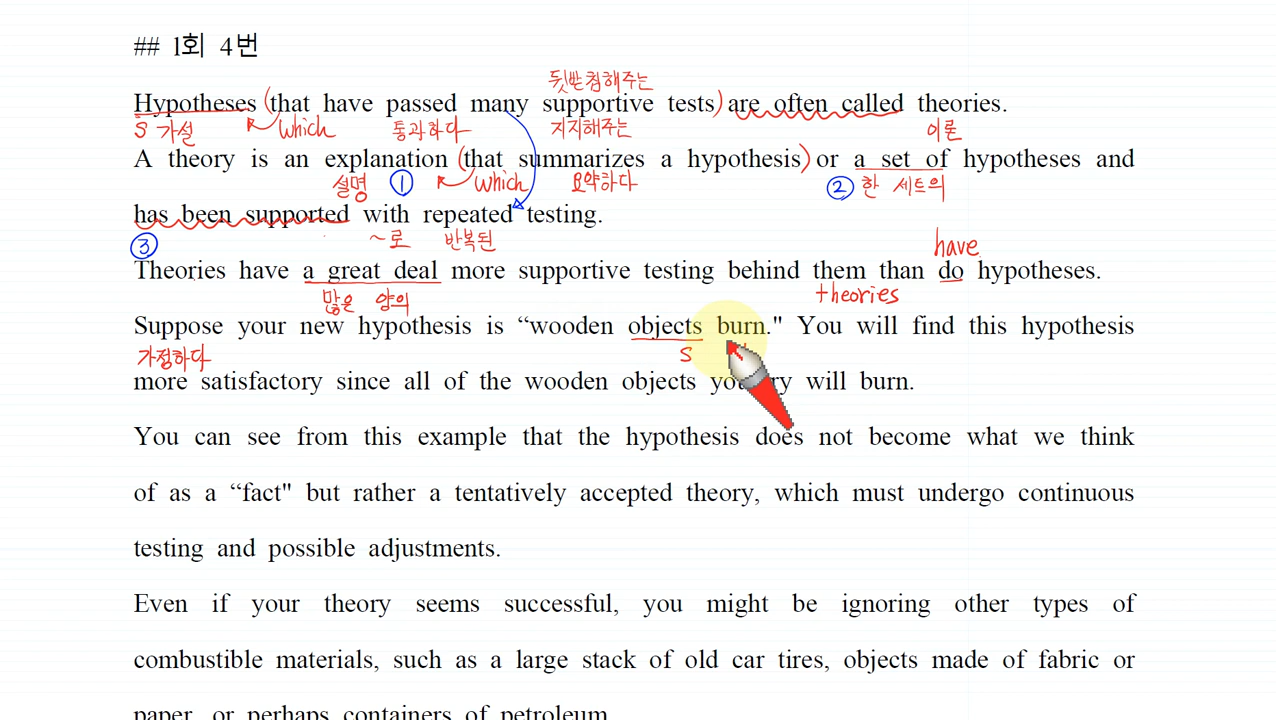 ## 1회 4번
뒷받침해주는
Hypotheses (that have passed many supportive tests) are often called theories.
S 가설 which 통과하다 지지해주는 이론
A theory is an explanation (that summarizes a hypothesis) or a set of hypotheses and
설명 ① which 요약하다 ② 한 세트의
has been supported with repeated testing.
③ ~로 반복된 have
Theories have a great deal more supportive testing behind them than do hypotheses.
많은 양의 theories
Suppose your new hypothesis is “wooden objects burn." You will find this hypothesis
가정하다 S
more satisfactory since all of the wooden objects will burn.
You can see from this example that the hypothesis does not become what we think
of as a “fact" but rather a tentatively accepted theory, which must undergo continuous
testing and possible adjustments.
Even if your theory seems successful, you might be ignoring other types of
combustible materials, such as a large stack of old car tires, objects made of fabric or
paper, or perhaps containers of petroleum.